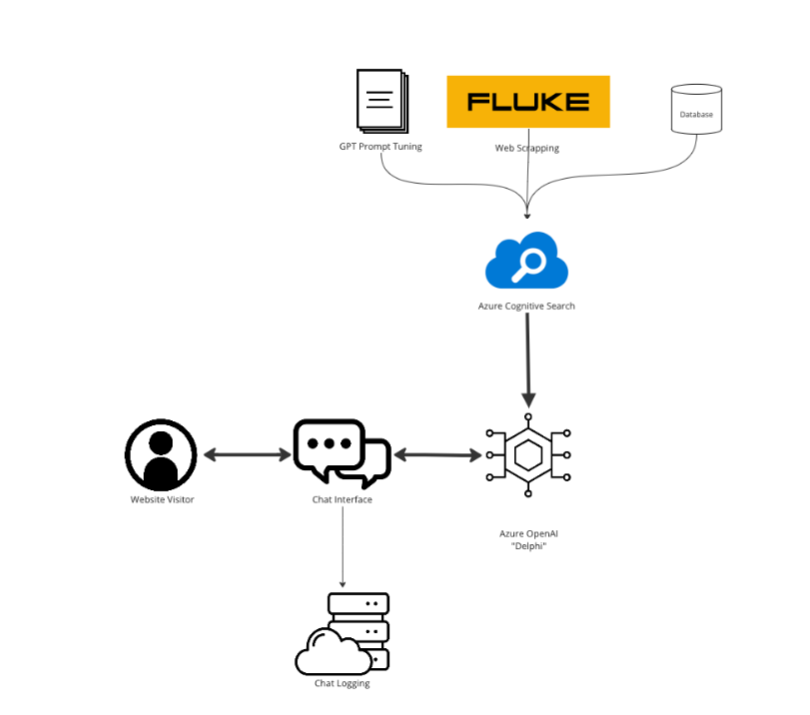 FLUKE
Database
GPT Prompt Tuning
Web Scrapping
Azure Cognitive Search
Website Visitor
Chat Interface
Azure OpenAI
"Delphi"
Chat Logging